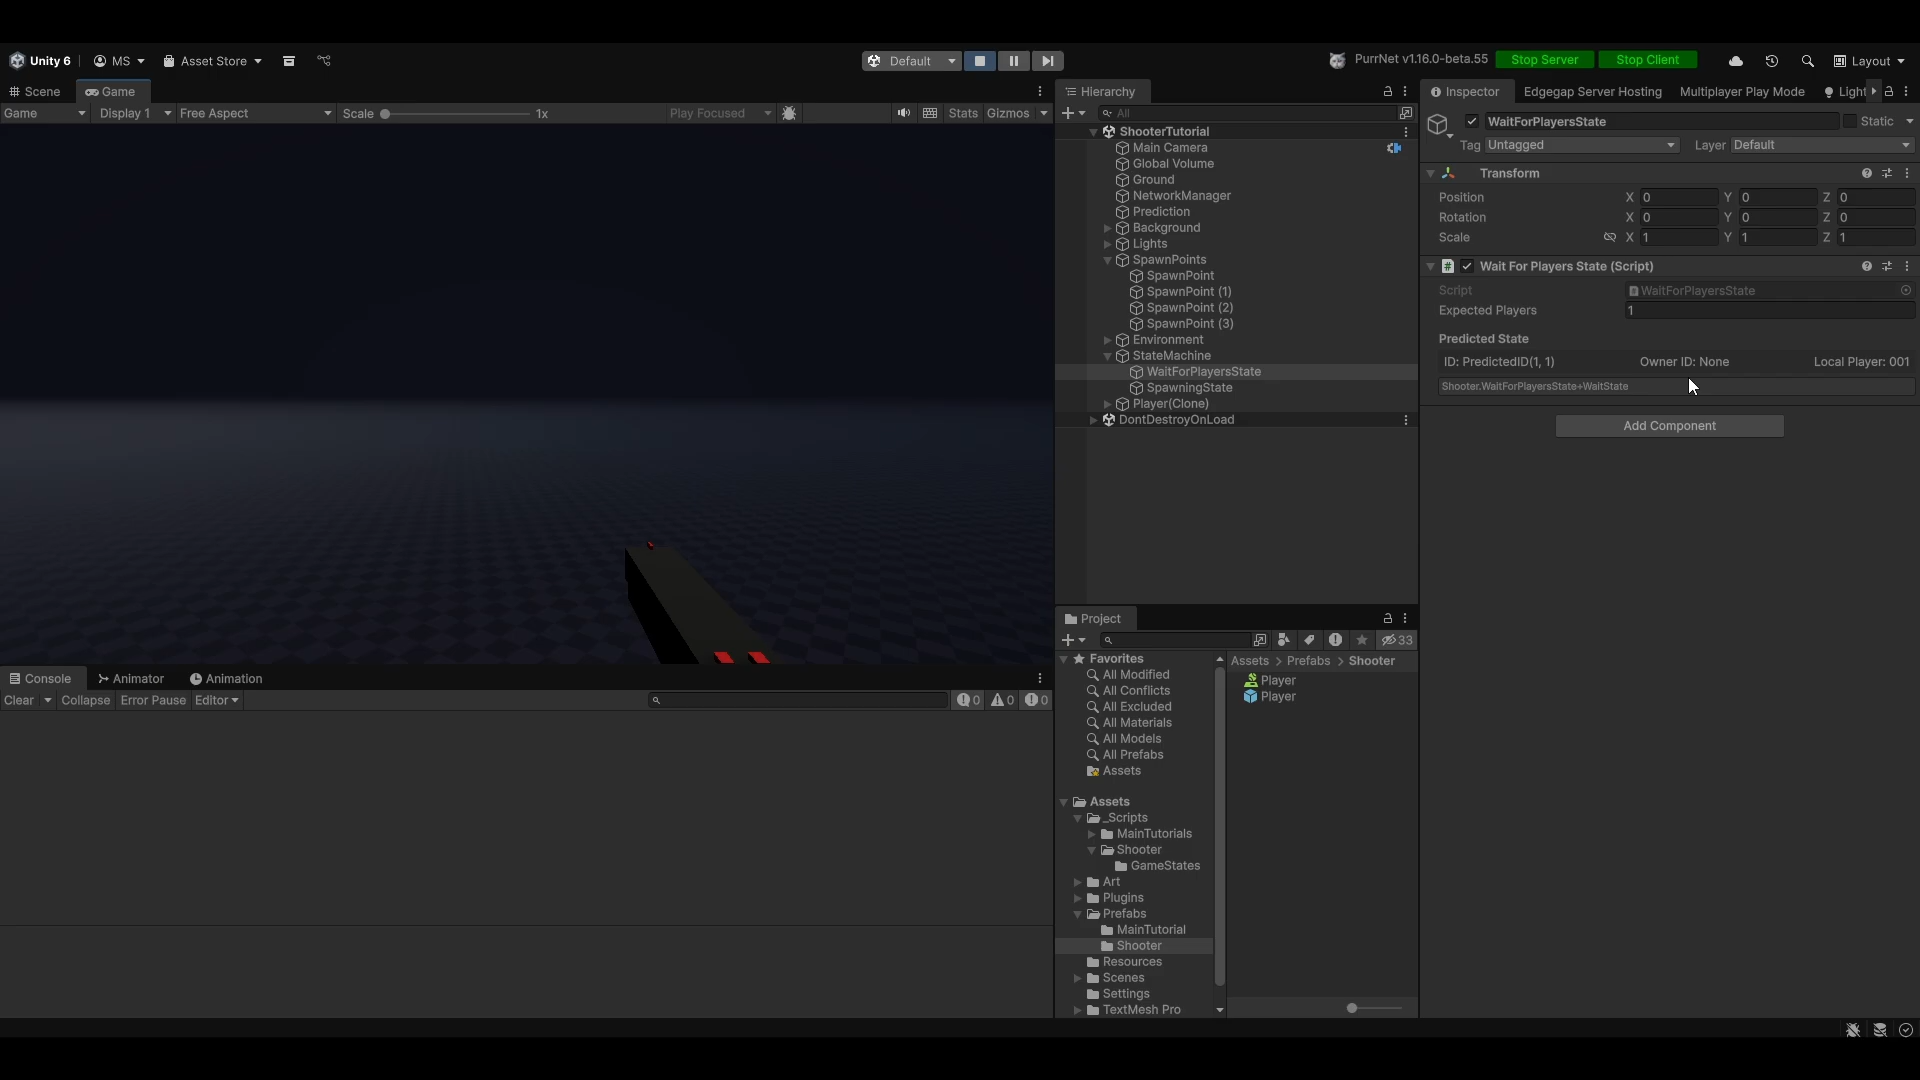 Unity 6
MS
Asset Store
Default
PurrNet v1.16.0-beta.55
Stop Server
Stop Client
Layout
Scene
Game
Hierarchy
Inspector
Edgegap Server Hosting
Multiplayer Play Mode
Light
Game
Display 1
Free Aspect
Scale
1x
Play Focused
Stats
Gizmos
All
WaitForPlayersState
Static
Tag
Untagged
Layer
Default
ShooterTutorial
Main Camera
Global Volume
Ground
NetworkManager
Prediction
Background
Lights
SpawnPoints
SpawnPoint
SpawnPoint (1)
SpawnPoint (2)
SpawnPoint (3)
Environment
StateMachine
WaitForPlayersState
SpawningState
Player(Clone)
DontDestroyOnLoad
Transform
Position X 0 Y 0 Z 0
Rotation X 0 Y 0 Z 0
Scale X 1 Y 1 Z 1
Wait For Players State (Script)
Script
WaitForPlayersState
Expected Players
1
Predicted State
ID: PredictedID(1, 1)
Owner ID: None
Local Player: 001
Shooter.WaitForPlayersState+WaitState
Add Component
Console
Animator
Animation
Clear
Collapse
Error Pause
Editor
0
0
0
Project
33
Favorites
All Modified
All Conflicts
All Excluded
All Materials
All Models
All Prefabs
Assets
Assets
_Scripts
MainTutorials
Shooter
GameStates
Art
Plugins
Prefabs
MainTutorial
Shooter
Resources
Scenes
Settings
TextMesh Pro
Assets > Prefabs > Shooter
Player
Player